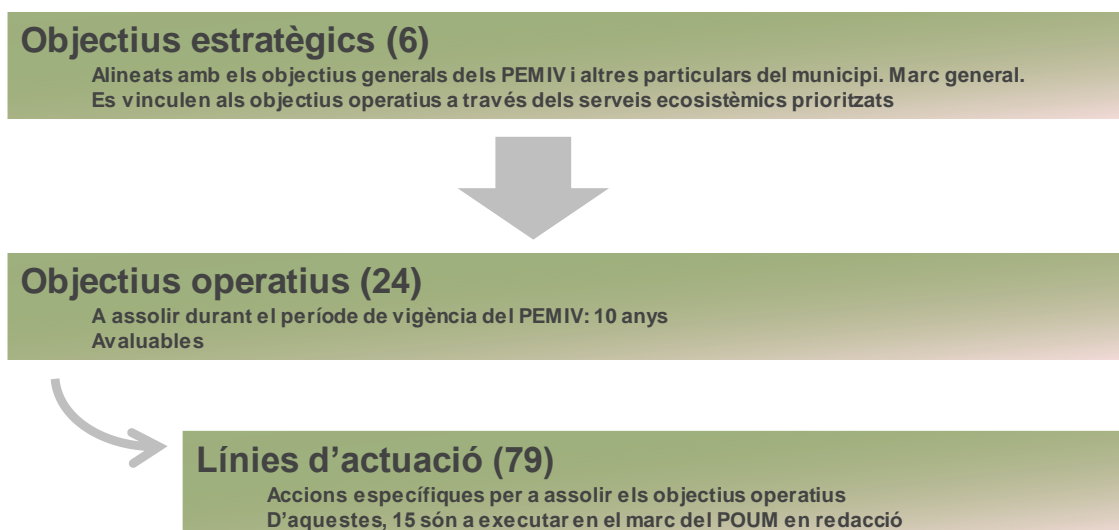 Objectius estratègics (6)
Alineats amb els objectius generals dels PEMIV i altres particulars del municipi. Marc general.
Es vinculen als objectius operatius a través dels serveis ecosistèmics prioritzats
Objectius operatius (24)
A assolir durant el període de vigència del PEMIV: 10 anys
Avaluables
Línies d'actuació (79)
Accions específiques per a assolir els objectius operatius
D'aquestes, 15 són a executar en el marc del POUM en redacció